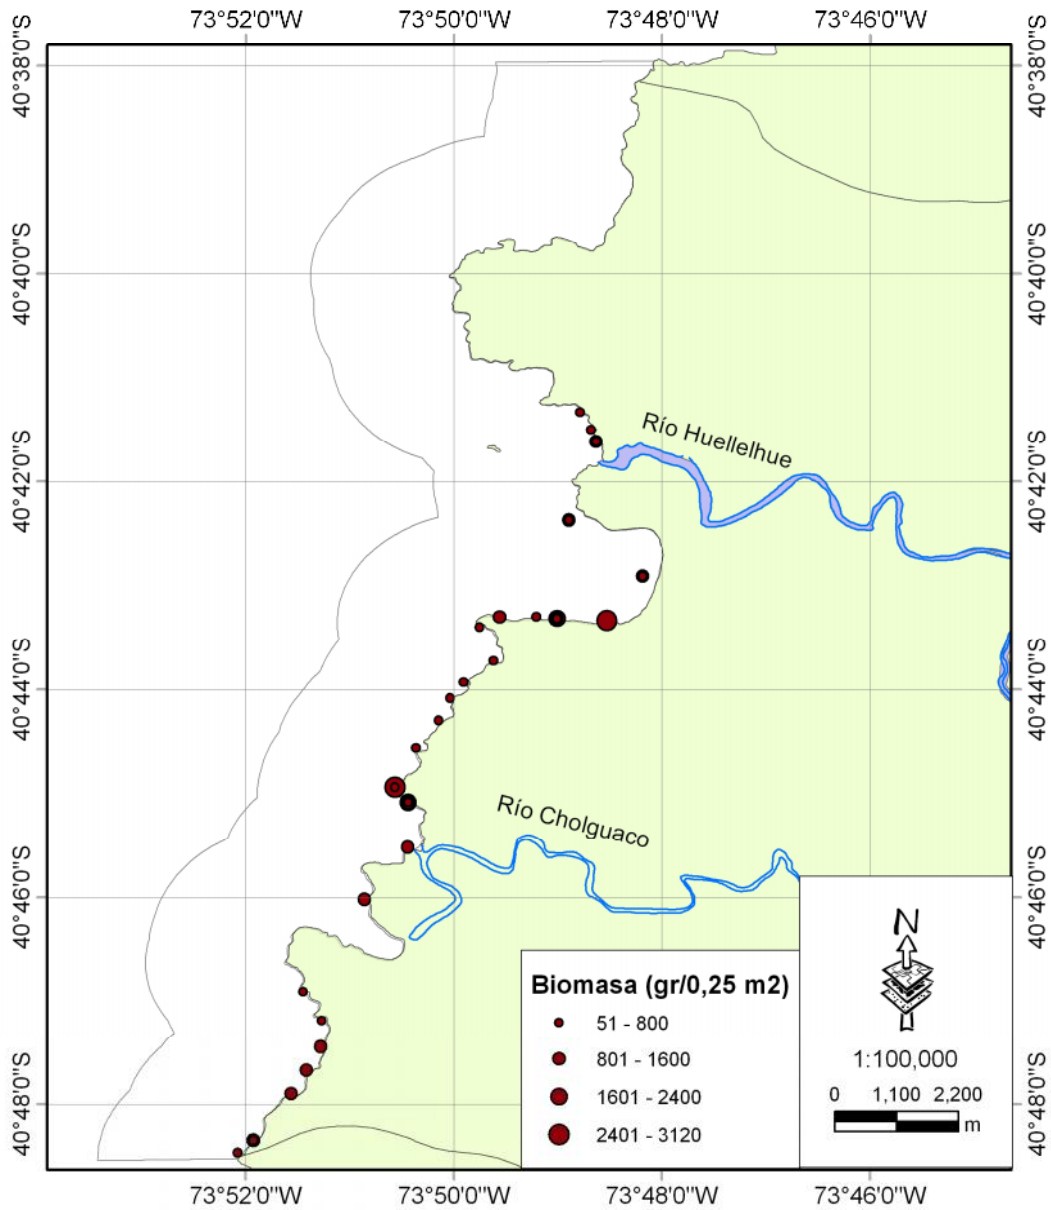 73°52'0"W 73°50'0"W 73°48'0"W 73°46'0"W
40°38'0"S 40°38'0"S
40°40'0"S 40°40'0"S
Río Huellelhue
40°42'0"S 40°42'0"S
40°44'0"S 40°44'0"S
Río Cholguaco
40°46'0"S 40°46'0"S
N
Biomasa (gr/0,25 m2)
51 - 800
801 - 1600
1601 - 2400
2401 - 3120
1:100,000
0 1,100 2,200
m
40°48'0"S 40°48'0"S
73°52'0"W 73°50'0"W 73°48'0"W 73°46'0"W